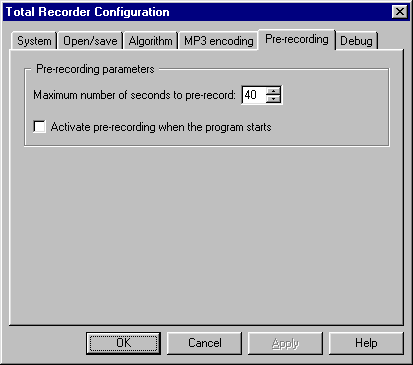 Total Recorder Configuration
System Open/save Algorithm MP3 encoding Pre-recording Debug
Pre-recording parameters
Maximum number of seconds to pre-record: 40
Activate pre-recording when the program starts
OK Cancel Apply Help